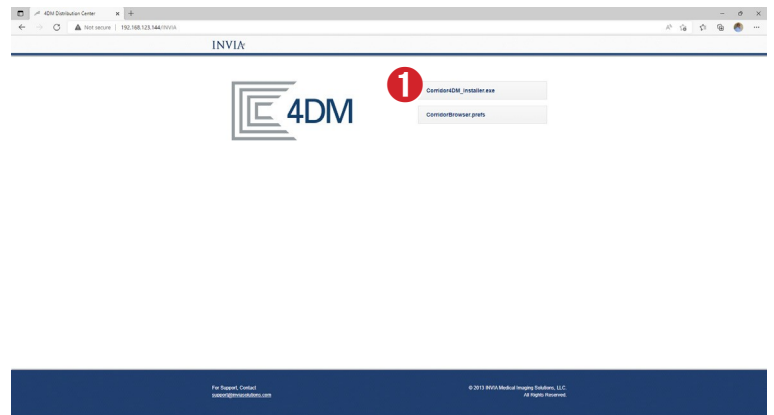 4DM Distribution Center
Not secure | 192.168.123.144/INVIA
INVIA
4DM
1
Corridor4DM_Installer.exe
CorridorBrowser.prefs
For Support, Contact
support@inviasolutions.com
© 2013 INVIA Medical Imaging Solutions, LLC.
All Rights Reserved.